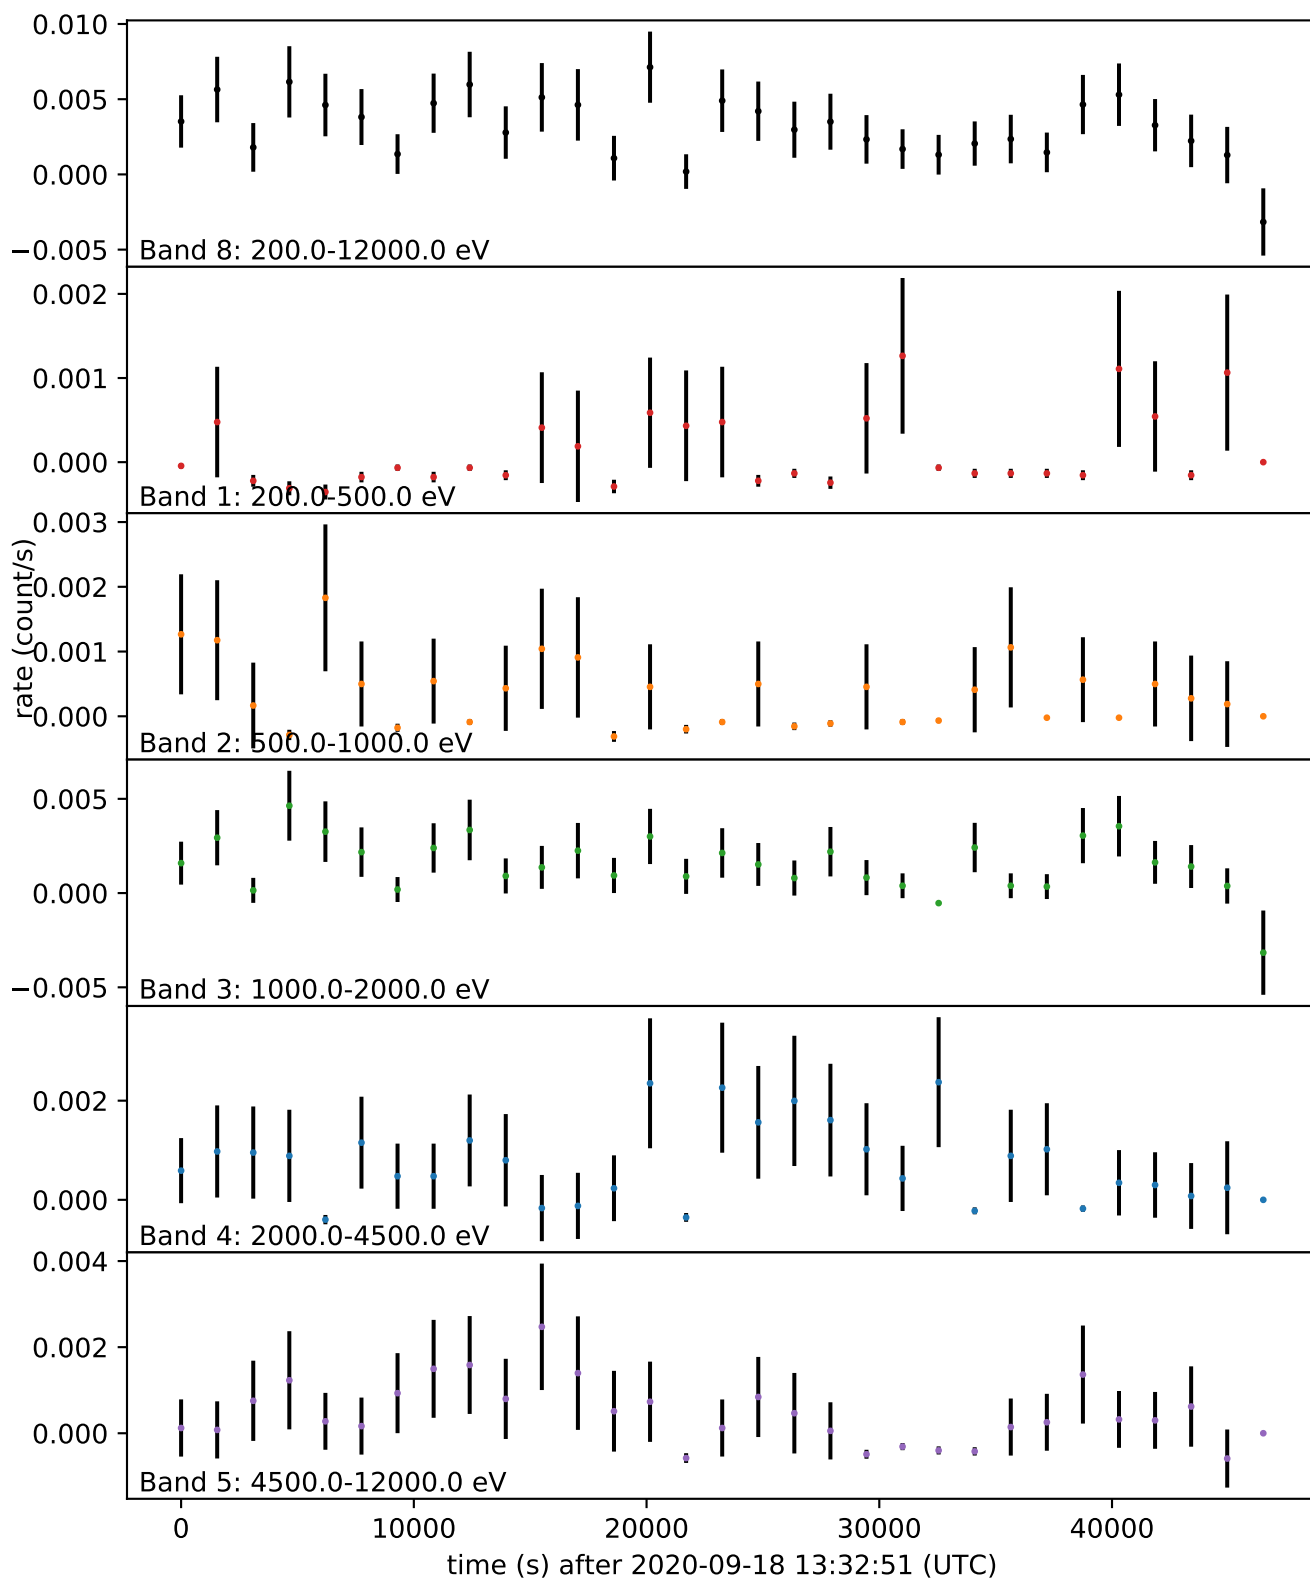 0.010
0.005
0.000
−0.005
Band 8: 200.0-12000.0 eV
0.002
0.001
0.000
Band 1: 200.0-500.0 eV
rate (count/s)
0.003
0.002
0.001
0.000
Band 2: 500.0-1000.0 eV
0.005
0.000
−0.005
Band 3: 1000.0-2000.0 eV
0.002
0.000
Band 4: 2000.0-4500.0 eV
0.004
0.002
0.000
Band 5: 4500.0-12000.0 eV
0 10000 20000 30000 40000
time (s) after 2020-09-18 13:32:51 (UTC)